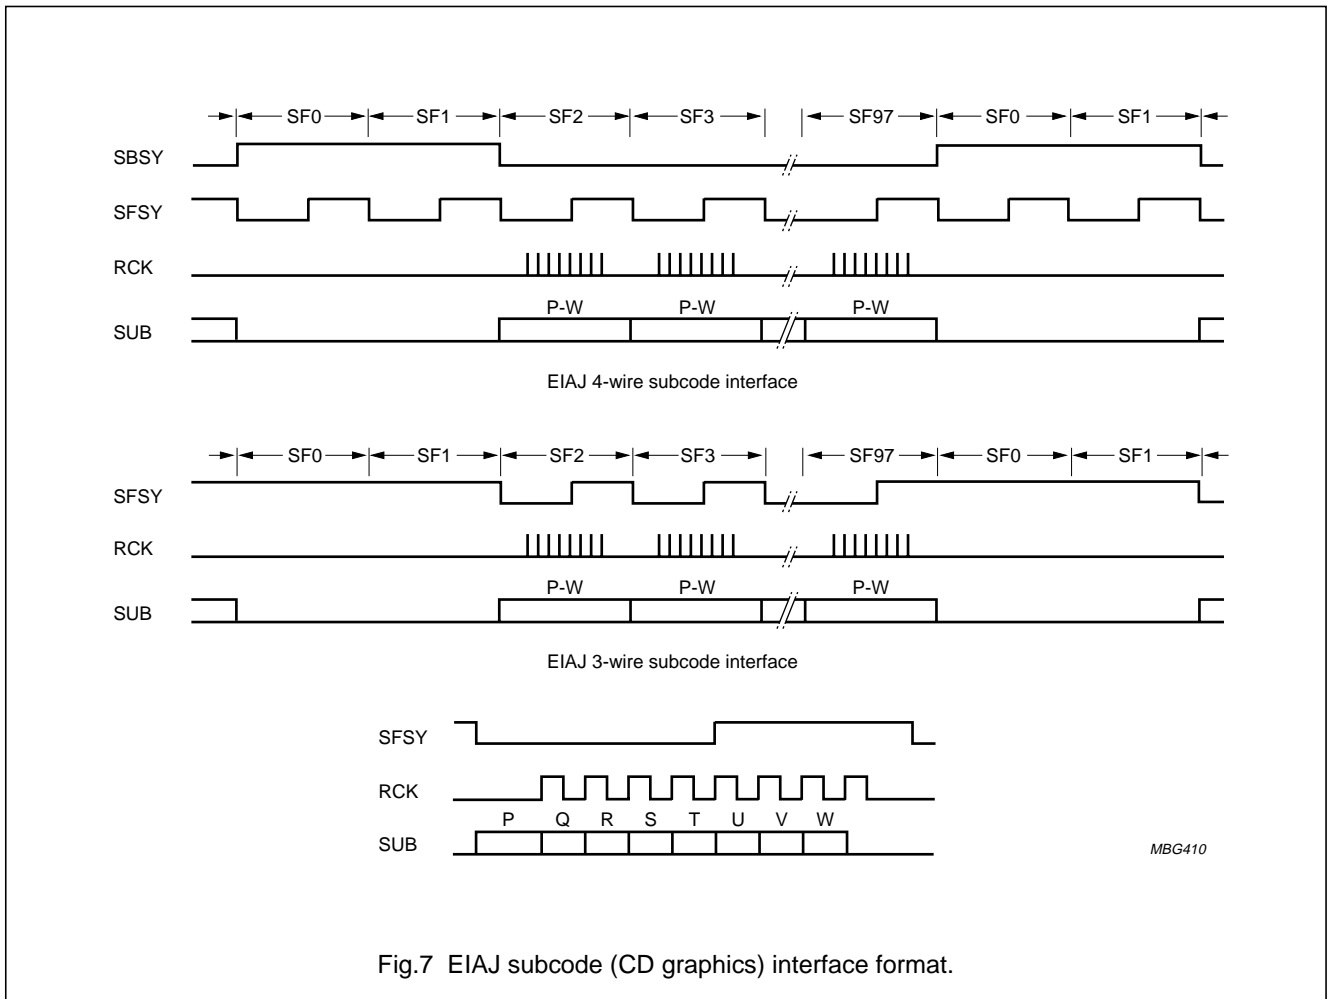 SF0 SF1 SF2 SF3 SF97 SF0 SF1
SBSY
SFSY
RCK
P-W P-W P-W
SUB
EIAJ 4-wire subcode interface
SF0 SF1 SF2 SF3 SF97 SF0 SF1
SFSY
RCK
P-W P-W P-W
SUB
EIAJ 3-wire subcode interface
SFSY
RCK
P Q R S T U V W
SUB
MBG410
Fig.7 EIAJ subcode (CD graphics) interface format.